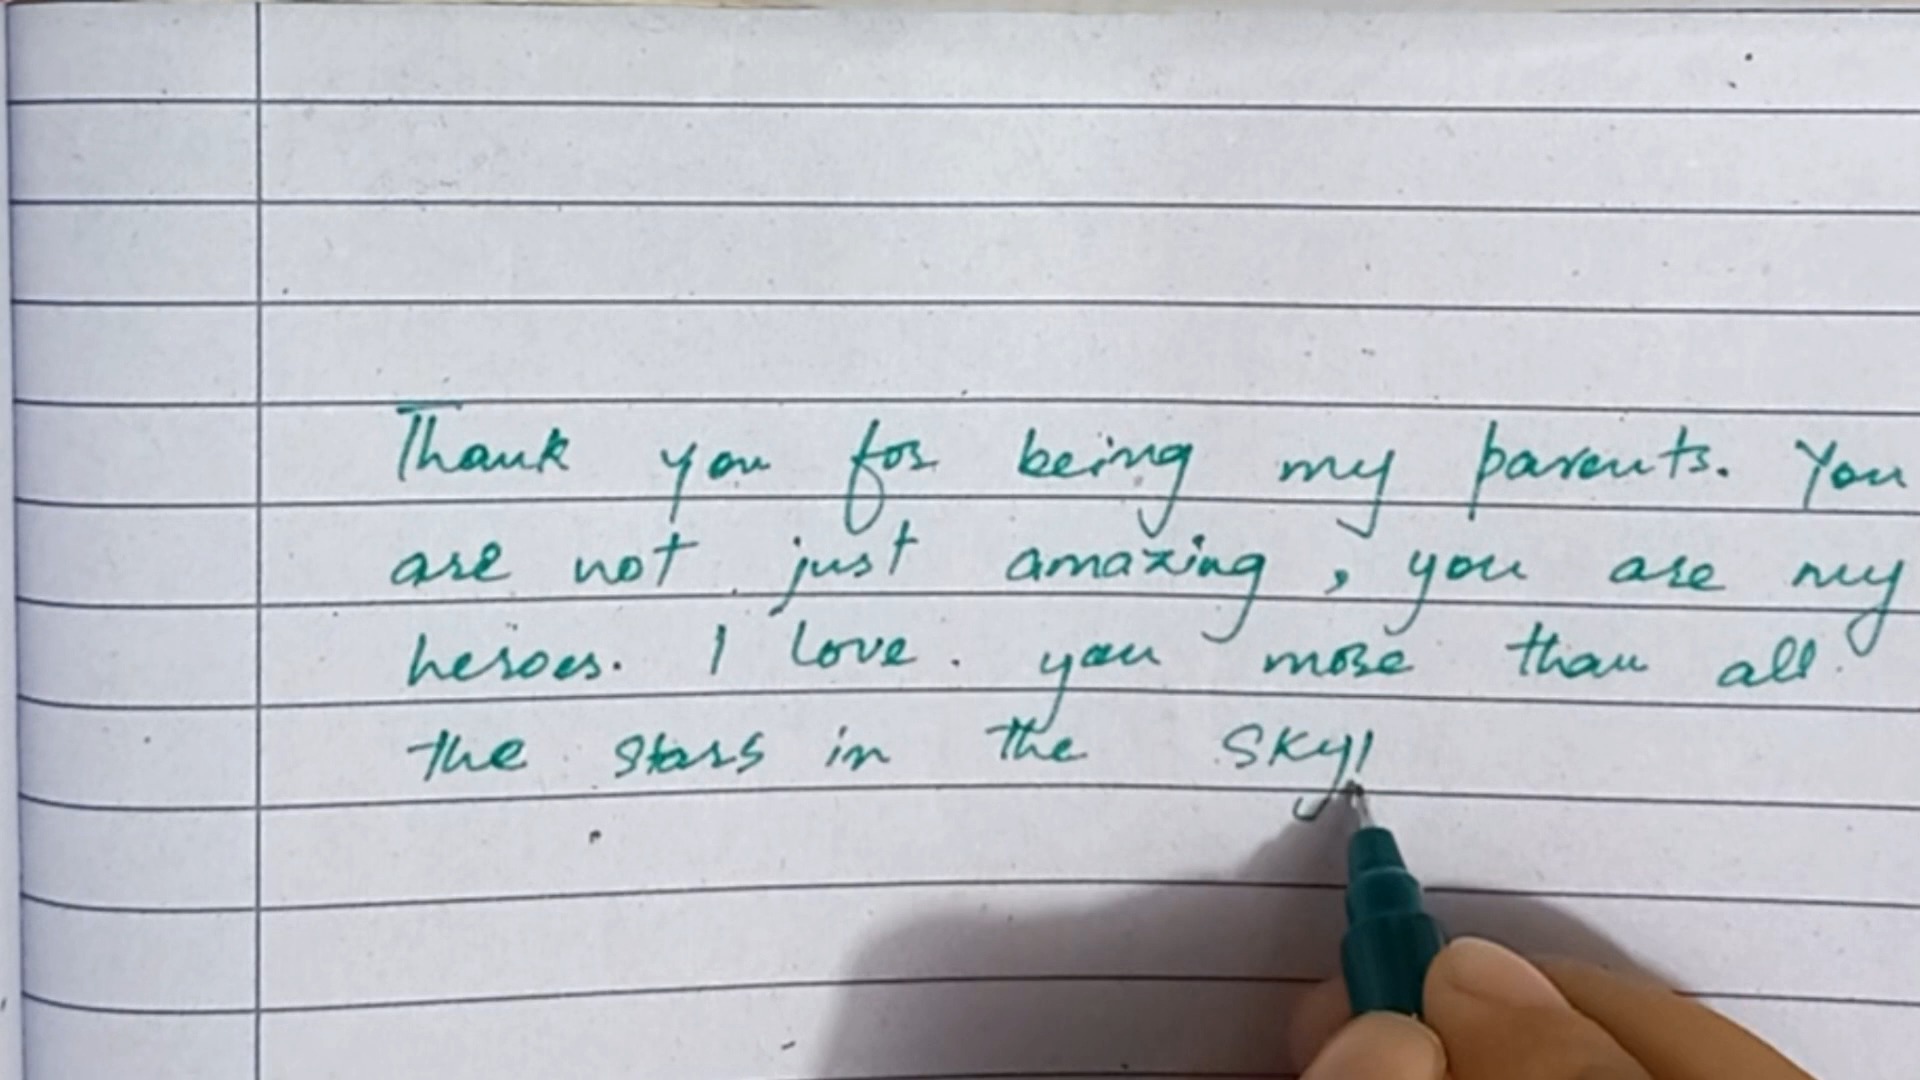 Thank you for being my parents. You
are not just amazing, you are my
heroes. I love you more than all
the stars in the sky!